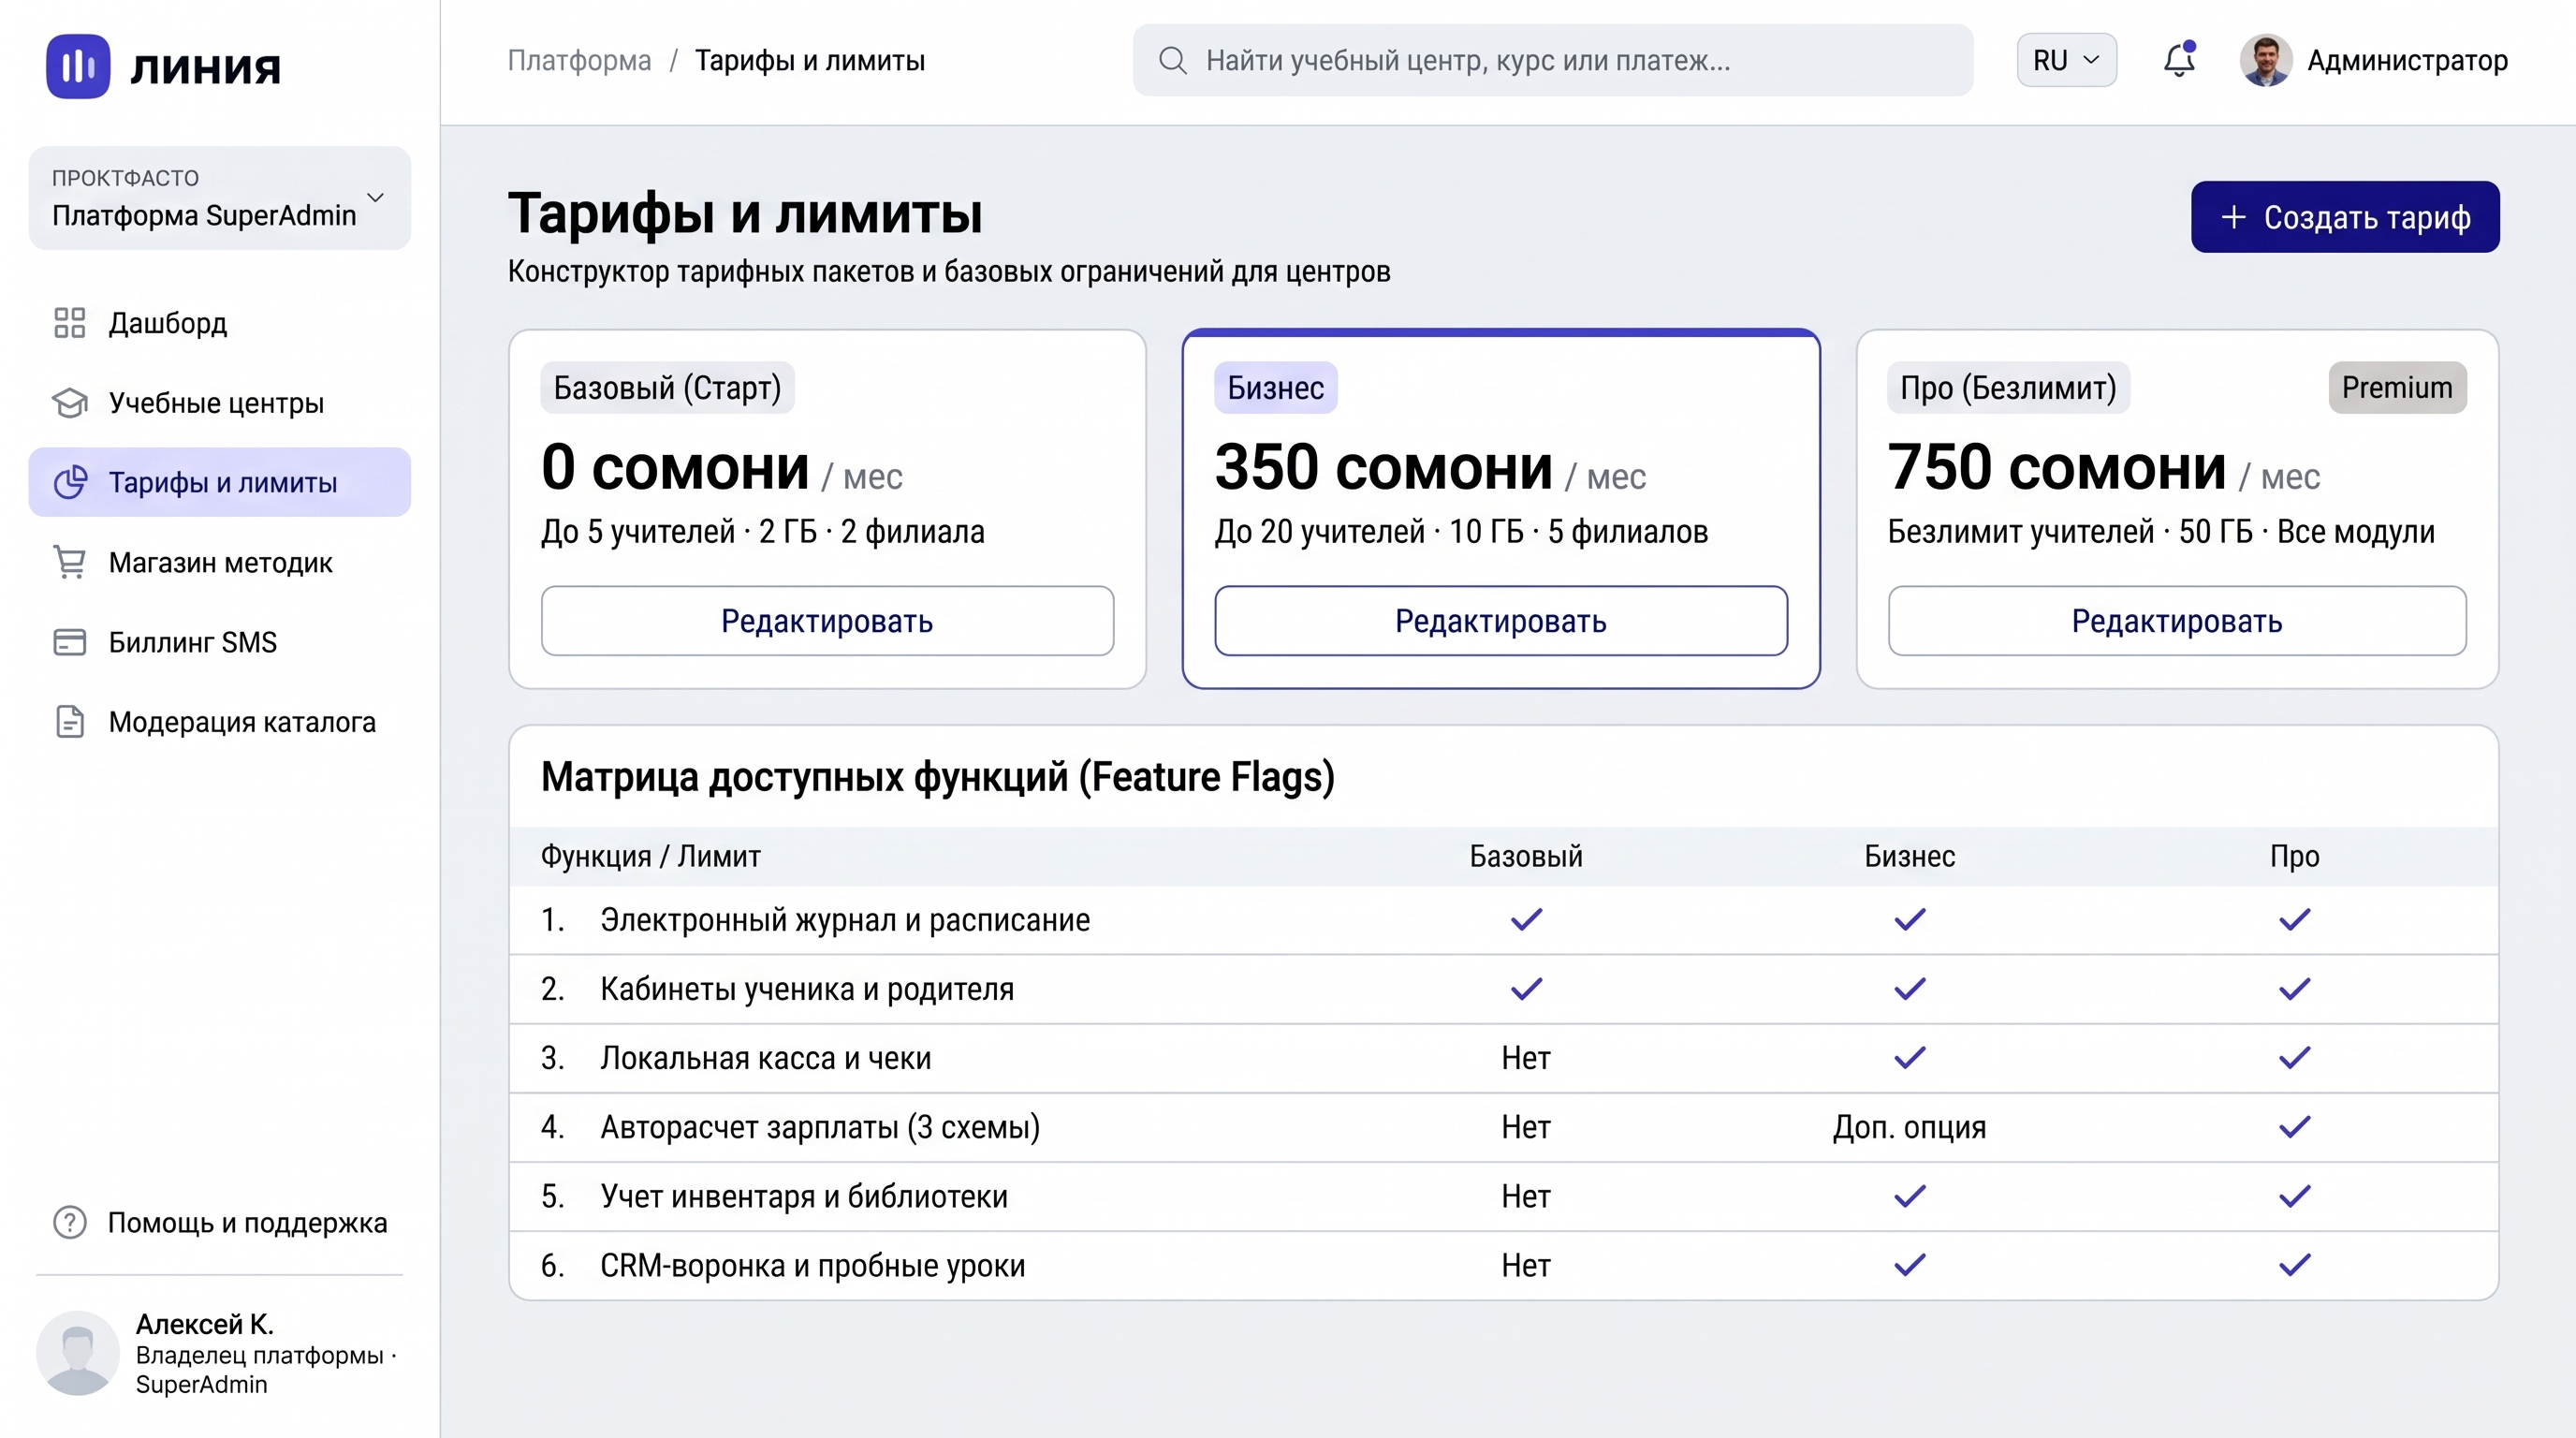 ЛИНИЯ
ПРОКТФАСТО
Платформа SuperAdmin
Дашборд
Учебные центры
Тарифы и лимиты
Магазин методик
Биллинг SMS
Модерация каталога
Помощь и поддержка
Алексей К.
Владелец платформы ·
SuperAdmin
Платформа / Тарифы и лимиты
Найти учебный центр, курс или платеж...
RU
Администратор
Тарифы и лимиты
Конструктор тарифных пакетов и базовых ограничений для центров
+ Создать тариф
Базовый (Старт)
0 сомони / мес
До 5 учителей · 2 ГБ · 2 филиала
Редактировать
Бизнес
350 сомони / мес
До 20 учителей · 10 ГБ · 5 филиалов
Редактировать
Про (Безлимит)
Premium
750 сомони / мес
Безлимит учителей · 50 ГБ · Все модули
Редактировать
Матрица доступных функций (Feature Flags)
Функция / Лимит Базовый Бизнес Про
1. Электронный журнал и расписание ✓ ✓ ✓
2. Кабинеты ученика и родителя ✓ ✓ ✓
3. Локальная касса и чеки Нет ✓ ✓
4. Авторасчет зарплаты (3 схемы) Нет Доп. опция ✓
5. Учет инвентаря и библиотеки Нет ✓ ✓
6. CRM-воронка и пробные уроки Нет ✓ ✓